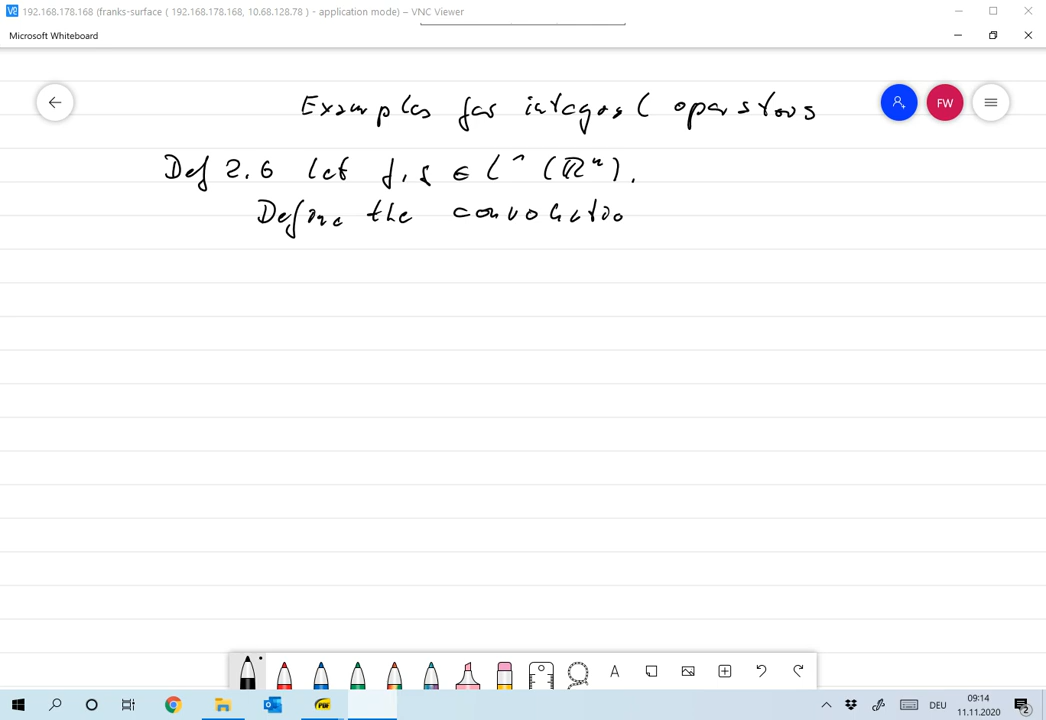 192.168.178.168 (franks-surface ( 192.168.178.168, 10.68.128.78 ) - application mode) – VNC Viewer
Microsoft Whiteboard
Examples for integral operators
FW
Def 2.6 Let f, g ∈ L¹ (ℝⁿ).
Define the convolutio
A
DEU
09:14
11.11.2020
2